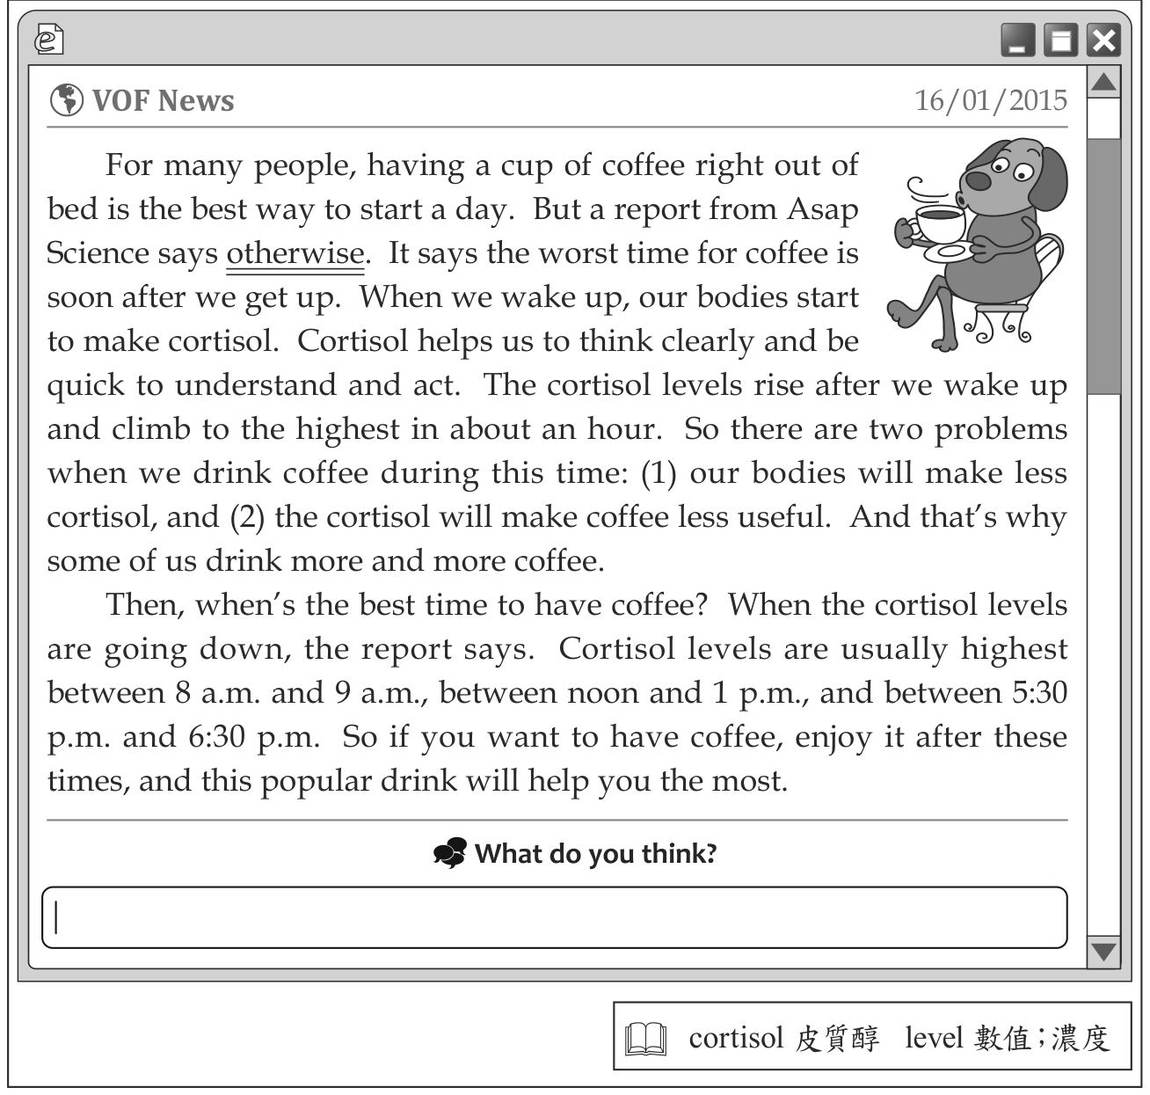 VOF News 16/01/2015
For many people, having a cup of coffee right out of
bed is the best way to start a day. But a report from Asap
Science says otherwise. It says the worst time for coffee is
soon after we get up. When we wake up, our bodies start
to make cortisol. Cortisol helps us to think clearly and be
quick to understand and act. The cortisol levels rise after we wake up
and climb to the highest in about an hour. So there are two problems
when we drink coffee during this time: (1) our bodies will make less
cortisol, and (2) the cortisol will make coffee less useful. And that's why
some of us drink more and more coffee.
Then, when's the best time to have coffee? When the cortisol levels
are going down, the report says. Cortisol levels are usually highest
between 8 a.m. and 9 a.m., between noon and 1 p.m., and between 5:30
p.m. and 6:30 p.m. So if you want to have coffee, enjoy it after these
times, and this popular drink will help you the most.
What do you think?
cortisol 皮質醇 level 數值；濃度